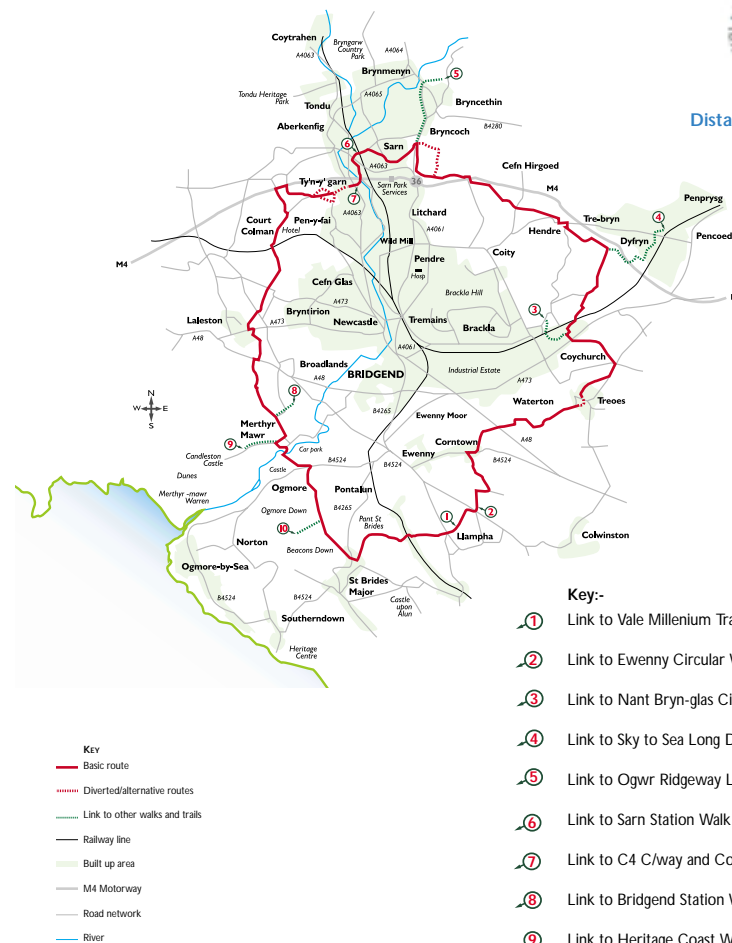 Coytrahen
Bryngarw
Country
Park
A4063
A4064
Brynmenyn
5
Tondu Heritage
Park
A4065
Bryncethin
Tondu
B4280
Aberkenfig
Bryncoch
Dista
6
Sarn
A4063
Cefn Hirgoed
Ty'n-y' garn
36
M4
Sarn Park
Services
7
Penprysg
Court
Colman
Pen-y-fai
Hotel
A4063
Litchard
A4061
Tre-bryn
4
Hendre
Dyfryn
Pencoed
Wild Mill
Coity
M4
Pendre
Hosp
Cefn Glas
Brackla Hill
A473
3
Bryntirion
Newcastle
Tremains
Brackla
Laleston
A473
A48
A4061
Coychurch
Broadlands
BRIDGEND
Industrial Estate
A48
A473
8
Waterton
Treoes
B4265
Ewenny Moor
Merthyr
Mawr
9
Corntown
A48
Candleston
Castle
Car park
Ewenny
B4524
B4524
B4524
Dunes
Castle
Merthyr -mawr
Warren
Ogmore
Pontalun
Ogmore Down
B4265
1
2
10
Pant St
Brides
Llampha
Colwinston
Norton
Beacons Down
Ogmore-by-Sea
St Brides
Major
B4524
B4524
Castle
upon
Alun
Southerndown
Heritage
Centre
Key:-
1 Link to Vale Millenium Tra
2 Link to Ewenny Circular W
3 Link to Nant Bryn-glas Ci
4 Link to Sky to Sea Long D
5 Link to Ogwr Ridgeway L
6 Link to Sarn Station Walk
7 Link to C4 C/way and Co
8 Link to Bridgend Station W
9 Link to Heritage Coast W
KEY
Basic route
Diverted/alternative routes
Link to other walks and trails
Railway line
Built up area
M4 Motorway
Road network
River
N
W E
S